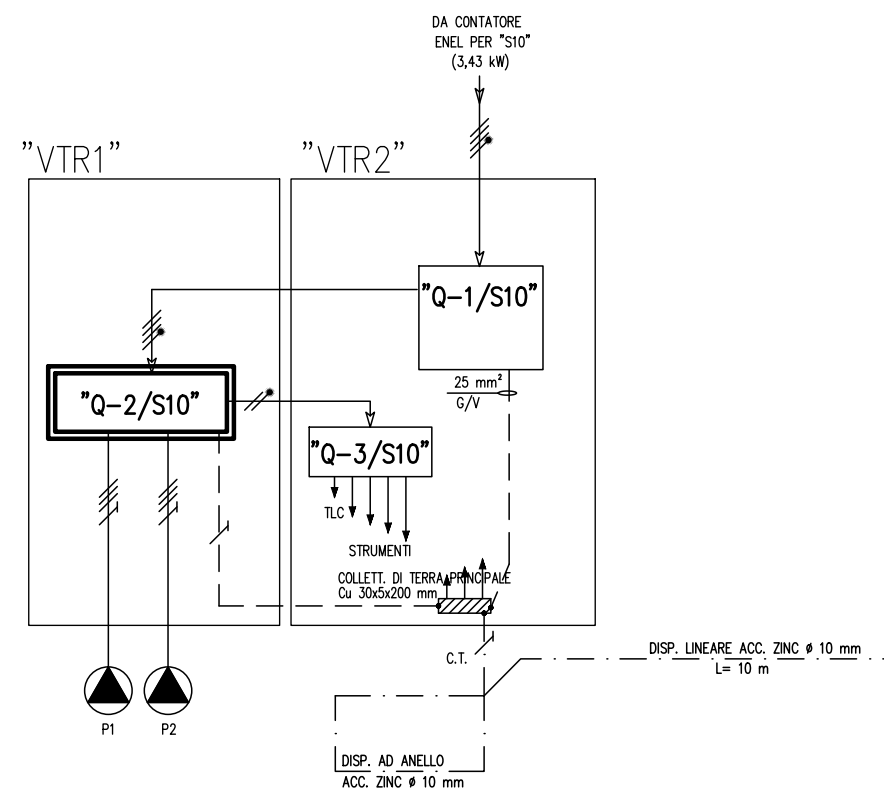 DA CONTATORE
ENEL PER "S10"
(3,43 kW)
"VTR1"
"VTR2"
"Q-1/S10"
25 mm²
G/V
"Q-2/S10"
"Q-3/S10"
TLC
STRUMENTI
COLLETT. DI TERRA PRINCIPALE
Cu 30x5x200 mm
C.T.
DISP. LINEARE ACC. ZINC ø 10 mm
L= 10 m
P1
P2
DISP. AD ANELLO
ACC. ZINC ø 10 mm